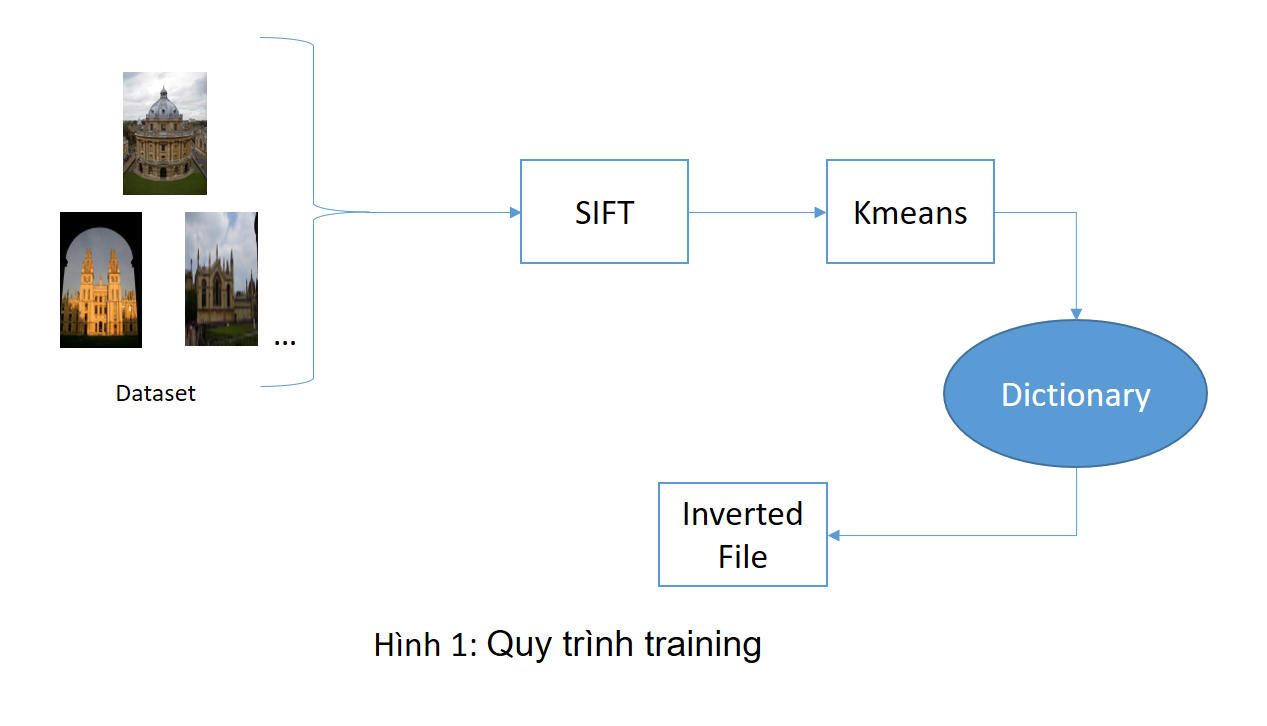 SIFT
Kmeans
...
Dataset
Dictionary
Inverted
File
Hình 1: Quy trình training